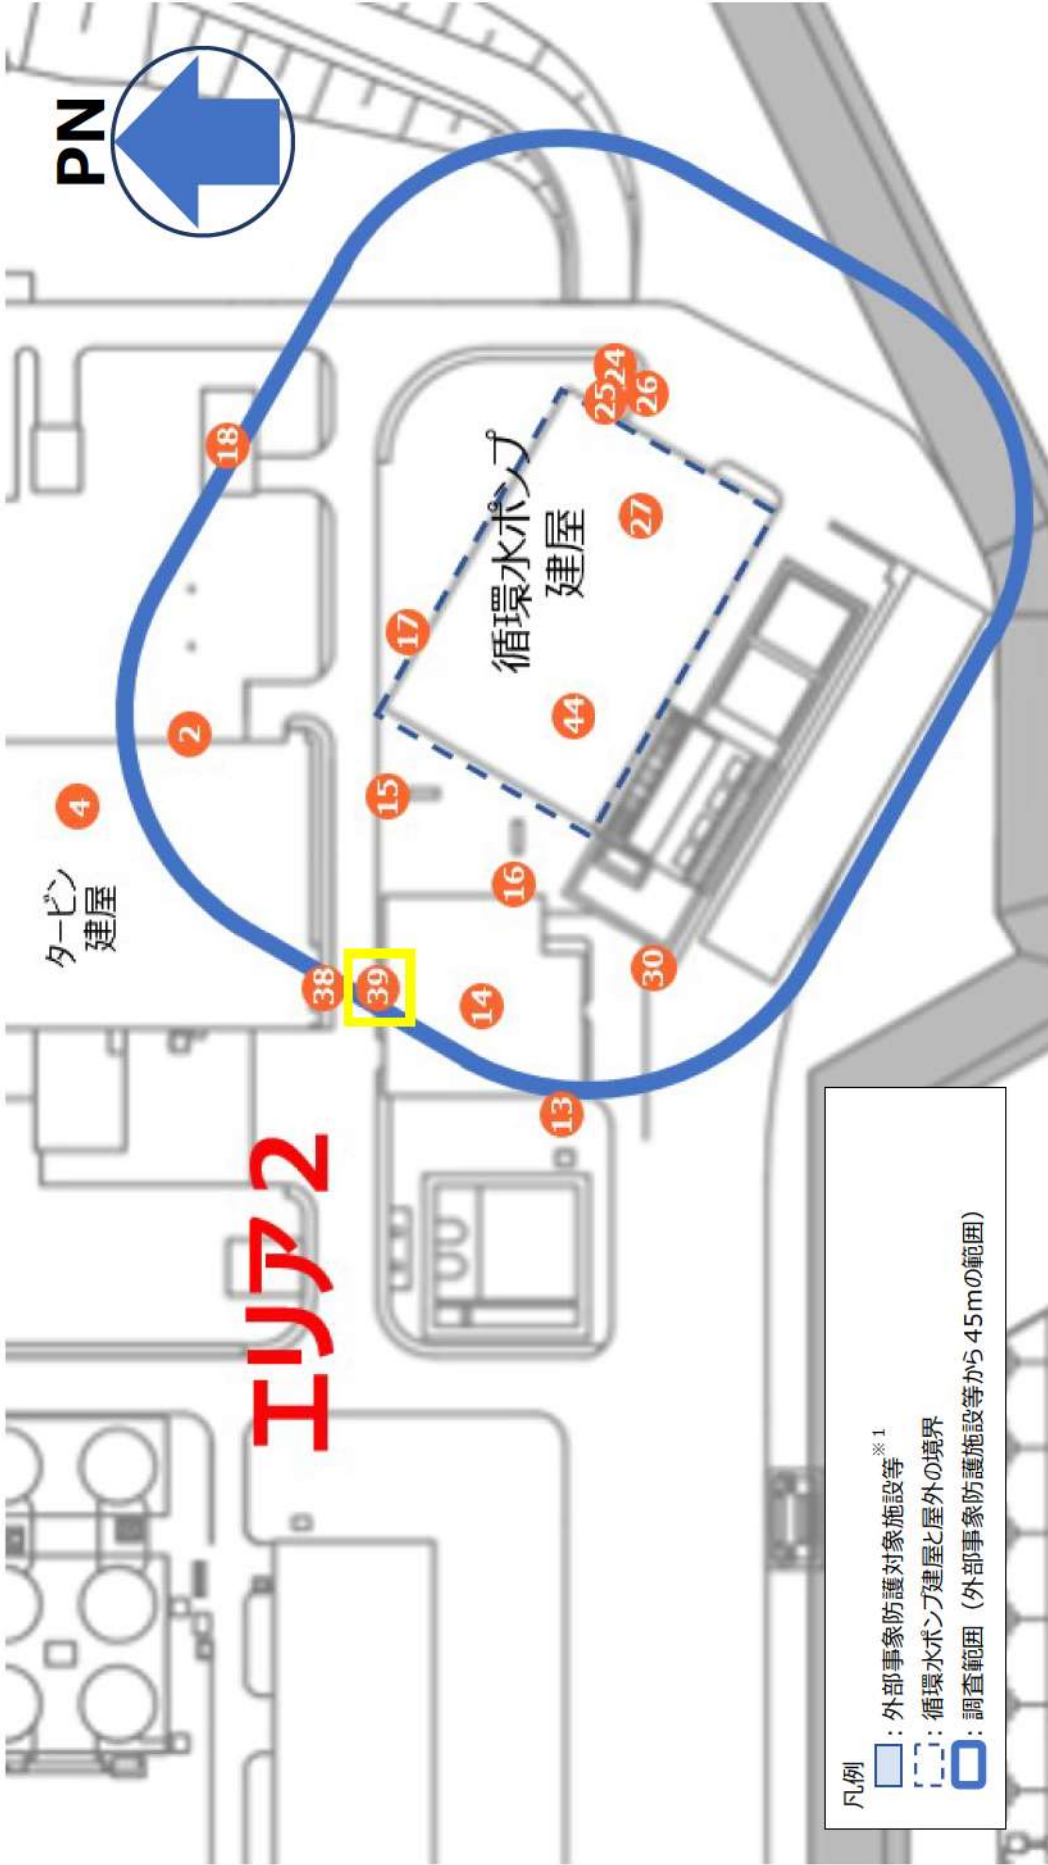 PN
タービン
建屋
4
2
18
エリア2
38
39
15
17
14
16
循環水ポンプ
建屋
13
44
25
24
27
26
30
凡例
：外部事象防護対象施設等※1
：循環水ポンプ建屋と屋外の境界
：調査範囲（外部事象防護施設等から45mの範囲）